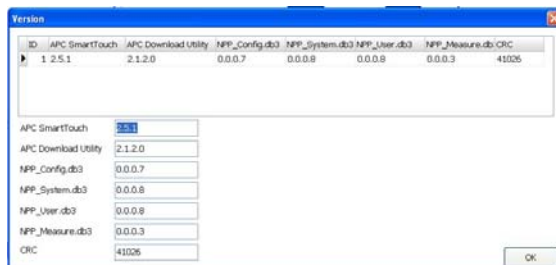 Version
ID APC SmartTouch APC Download Utility NPP_Config.db3 NPP_System.db3 NPP_User.db3 NPP_Measure.db CRC
1 2.5.1 2.1.2.0 0.0.0.7 0.0.0.8 0.0.0.8 0.0.0.3 41026
APC SmartTouch 2.5.1
APC Download Utility 2.1.2.0
NPP_Config.db3 0.0.0.7
NPP_System.db3 0.0.0.8
NPP_User.db3 0.0.0.8
NPP_Measure.db3 0.0.0.3
CRC 41026
OK